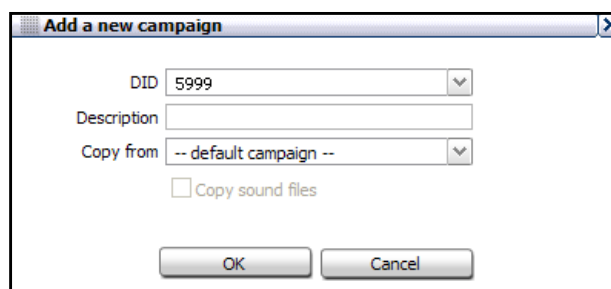 Add a new campaign
DID 5999
Description
Copy from -- default campaign --
Copy sound files
OK Cancel